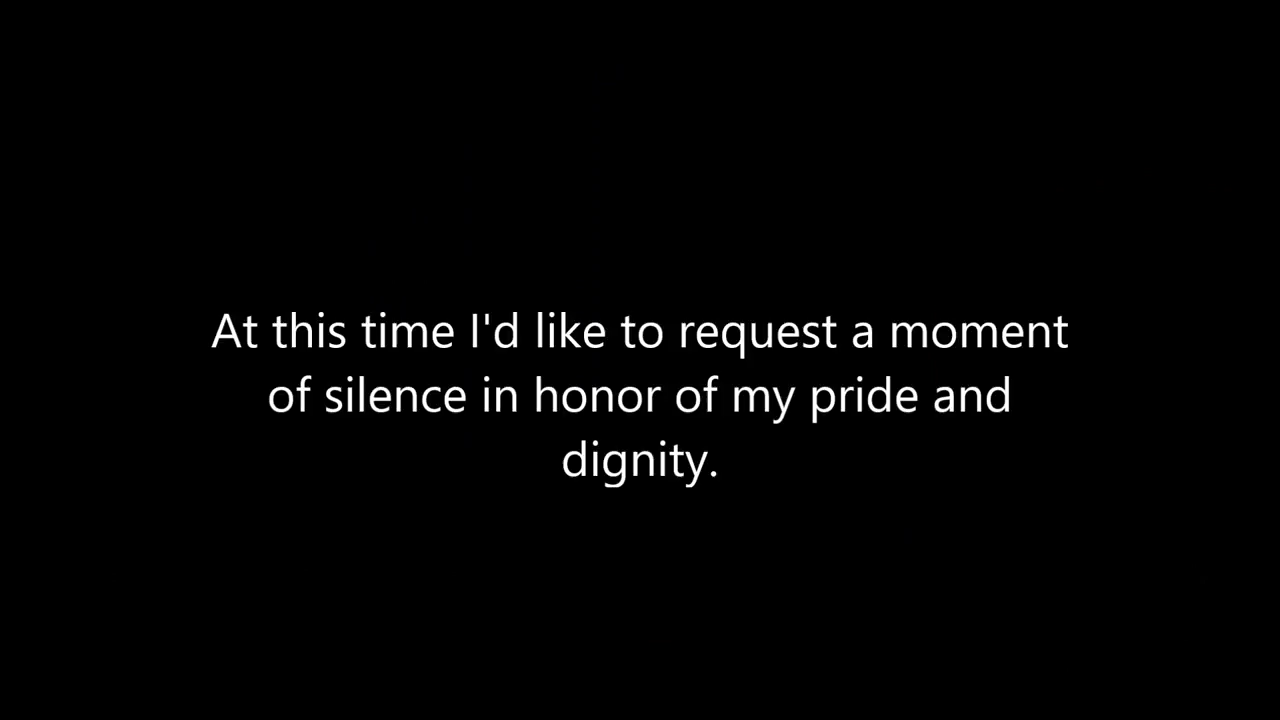 At this time I'd like to request a moment
of silence in honor of my pride and
dignity.